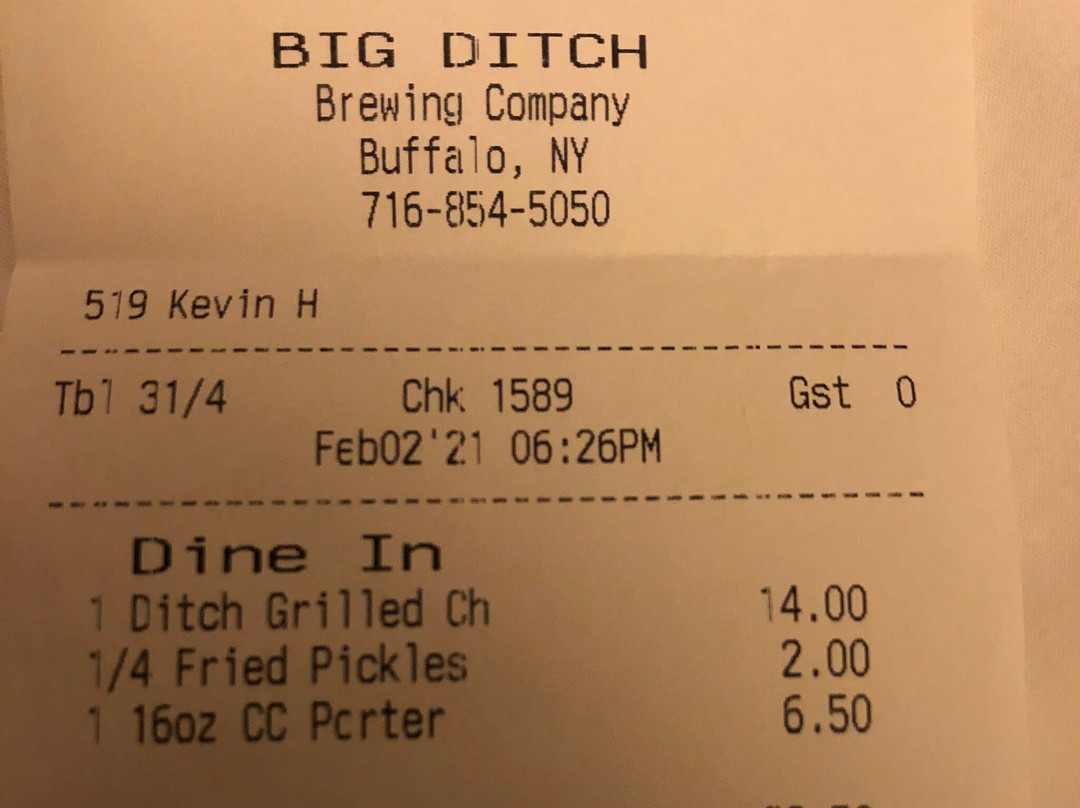 BIG DITCH
Brewing Company
Buffalo, NY
716-854-5050
519 Kevin H
Tbl 31/4 Chk 1589 Gst 0
Feb02'21 06:26PM
Dine In
1 Ditch Grilled Ch 14.00
1/4 Fried Pickles 2.00
1 16oz CC Porter 6.50